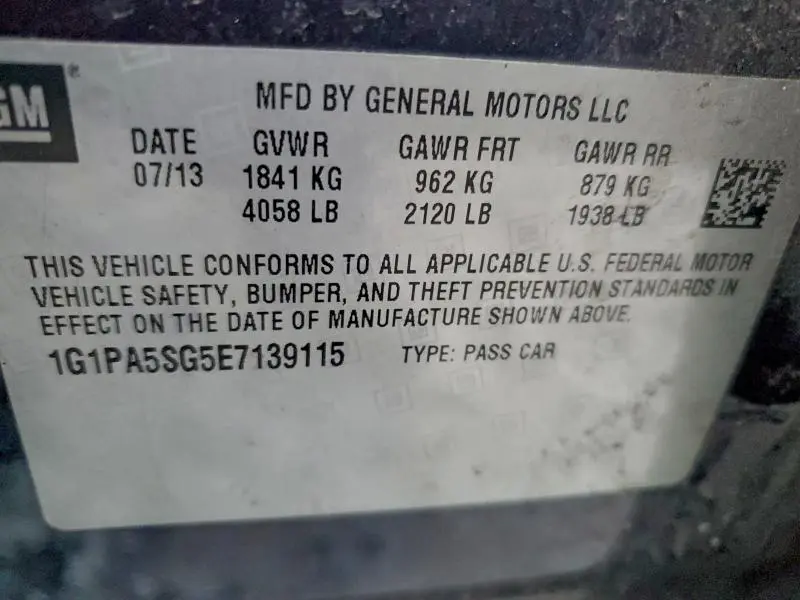 GM®
MFD BY GENERAL MOTORS LLC
DATE GVWR GAWR FRT GAWR RR
07/13 1841 KG 962 KG 879 KG
4058 LB 2120 LB 1938 LB
THIS VEHICLE CONFORMS TO ALL APPLICABLE U.S. FEDERAL MOTOR
VEHICLE SAFETY, BUMPER, AND THEFT PREVENTION STANDARDS IN
EFFECT ON THE DATE OF MANUFACTURE SHOWN ABOVE.
1G1PA5SG5E7139115 TYPE: PASS CAR